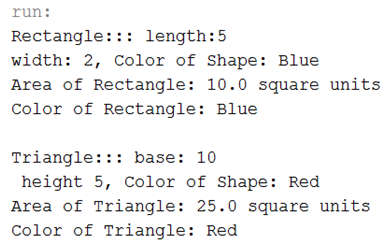 run:
Rectangle::: length:5
width: 2, Color of Shape: Blue
Area of Rectangle: 10.0 square units
Color of Rectangle: Blue

Triangle::: base: 10
 height 5, Color of Shape: Red
Area of Triangle: 25.0 square units
Color of Triangle: Red